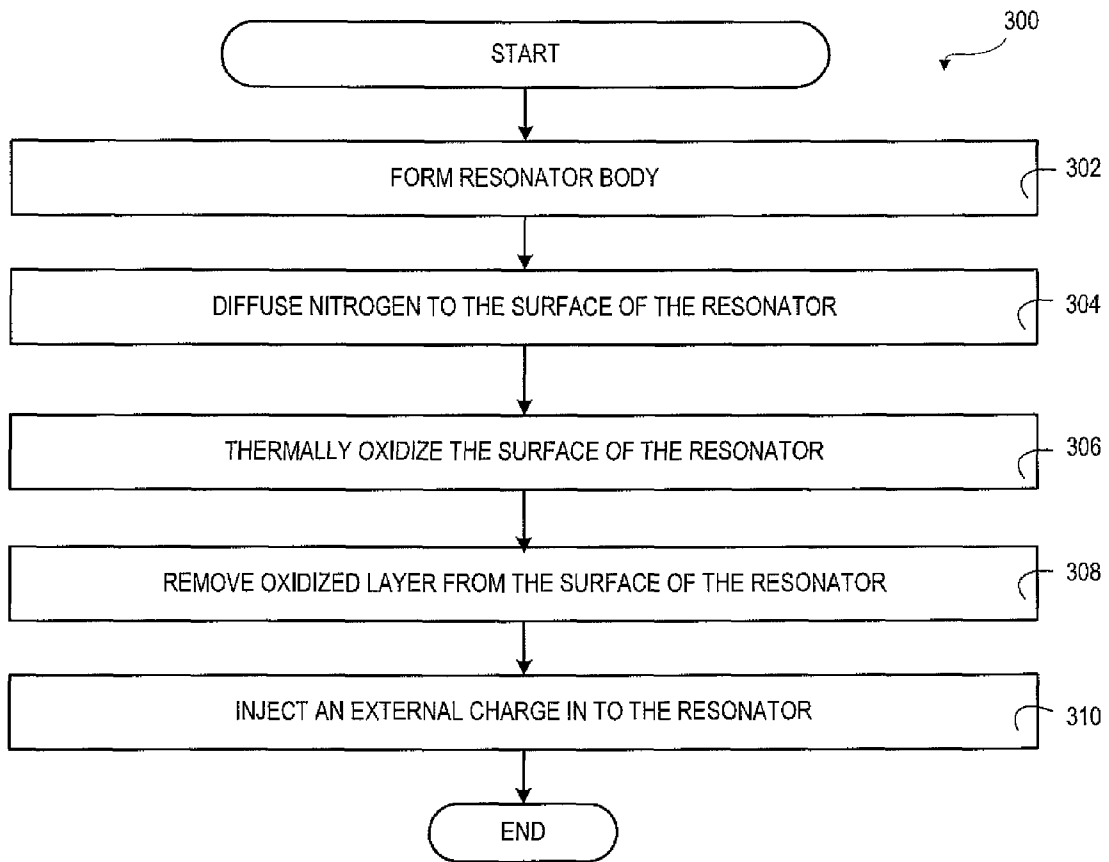 300
START
FORM RESONATOR BODY
302
DIFFUSE NITROGEN TO THE SURFACE OF THE RESONATOR
304
THERMALLY OXIDIZE THE SURFACE OF THE RESONATOR
306
REMOVE OXIDIZED LAYER FROM THE SURFACE OF THE RESONATOR
308
INJECT AN EXTERNAL CHARGE IN TO THE RESONATOR
310
END